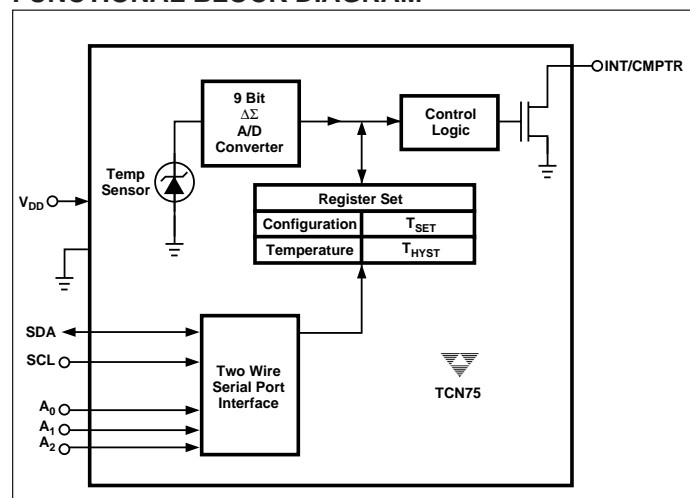 FUNCTIONAL BLOCK DIAGRAM
INT/CMPTR
9 Bit
ΔΣ
A/D
Converter
Control
Logic
Temp
Sensor
VDD
Register Set
Configuration TSET
Temperature THYST
SDA
SCL
Two Wire
Serial Port
Interface
A0
A1
A2
TCN75